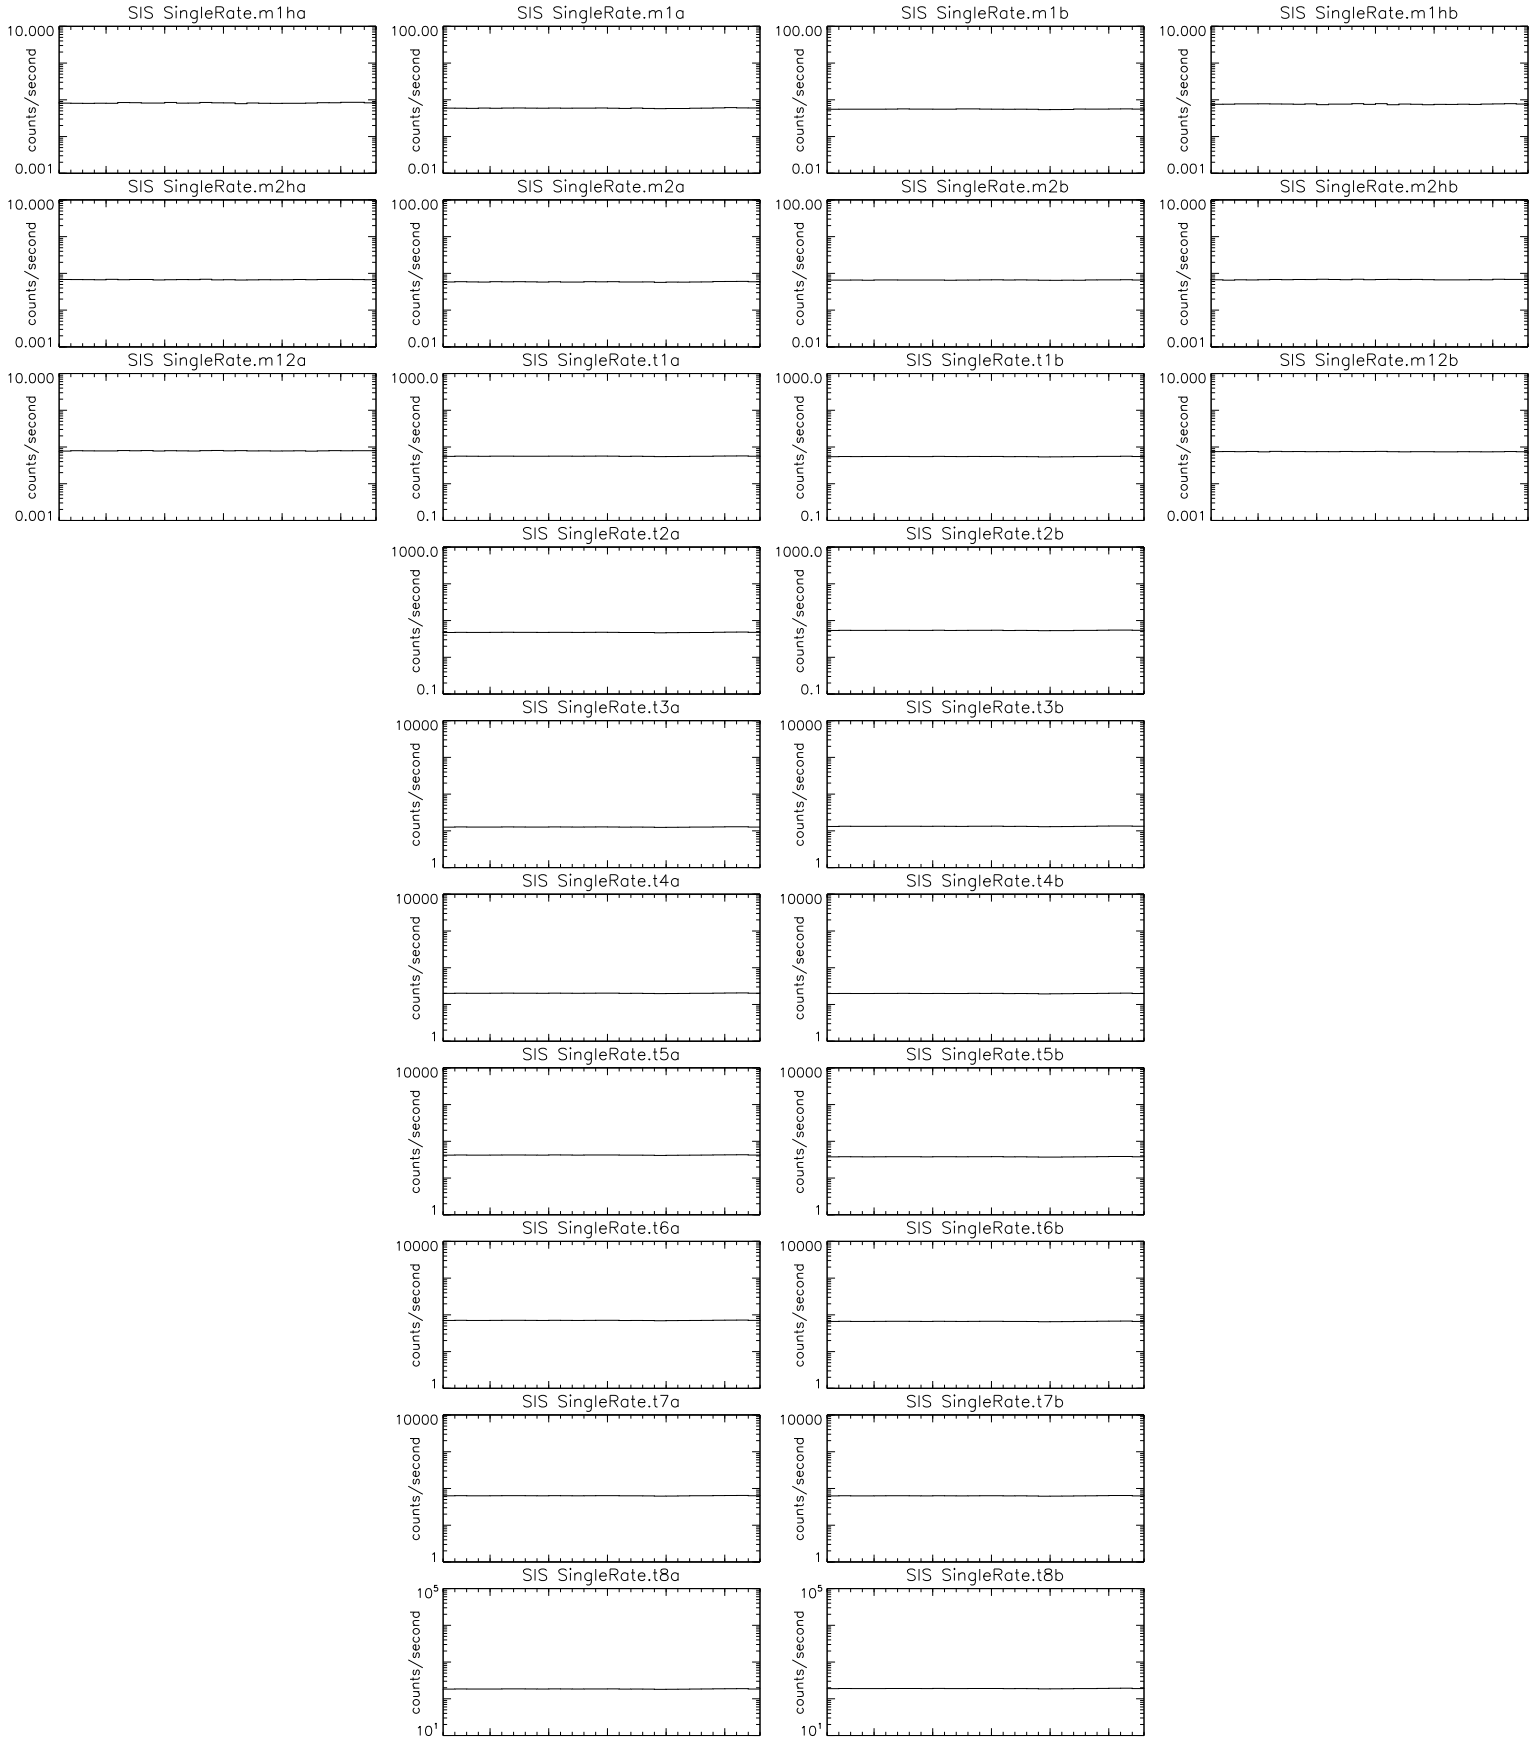 SIS SingleRate.m1ha
10.000
counts/second
0.001
SIS SingleRate.m1a
100.00
counts/second
0.01
SIS SingleRate.m1b
100.00
counts/second
0.01
SIS SingleRate.m1hb
10.000
counts/second
0.001
SIS SingleRate.m2ha
10.000
counts/second
0.001
SIS SingleRate.m2a
100.00
counts/second
0.01
SIS SingleRate.m2b
100.00
counts/second
0.01
SIS SingleRate.m2hb
10.000
counts/second
0.001
SIS SingleRate.m12a
10.000
counts/second
0.001
SIS SingleRate.t1a
1000.0
counts/second
0.1
SIS SingleRate.t1b
1000.0
counts/second
0.1
SIS SingleRate.m12b
10.000
counts/second
0.001
SIS SingleRate.t2a
1000.0
counts/second
0.1
SIS SingleRate.t2b
1000.0
counts/second
0.1
SIS SingleRate.t3a
10000
counts/second
1
SIS SingleRate.t3b
10000
counts/second
1
SIS SingleRate.t4a
10000
counts/second
1
SIS SingleRate.t4b
10000
counts/second
1
SIS SingleRate.t5a
10000
counts/second
1
SIS SingleRate.t5b
10000
counts/second
1
SIS SingleRate.t6a
10000
counts/second
1
SIS SingleRate.t6b
10000
counts/second
1
SIS SingleRate.t7a
10000
counts/second
1
SIS SingleRate.t7b
10000
counts/second
1
SIS SingleRate.t8a
10⁵
counts/second
10¹
SIS SingleRate.t8b
10⁵
counts/second
10¹